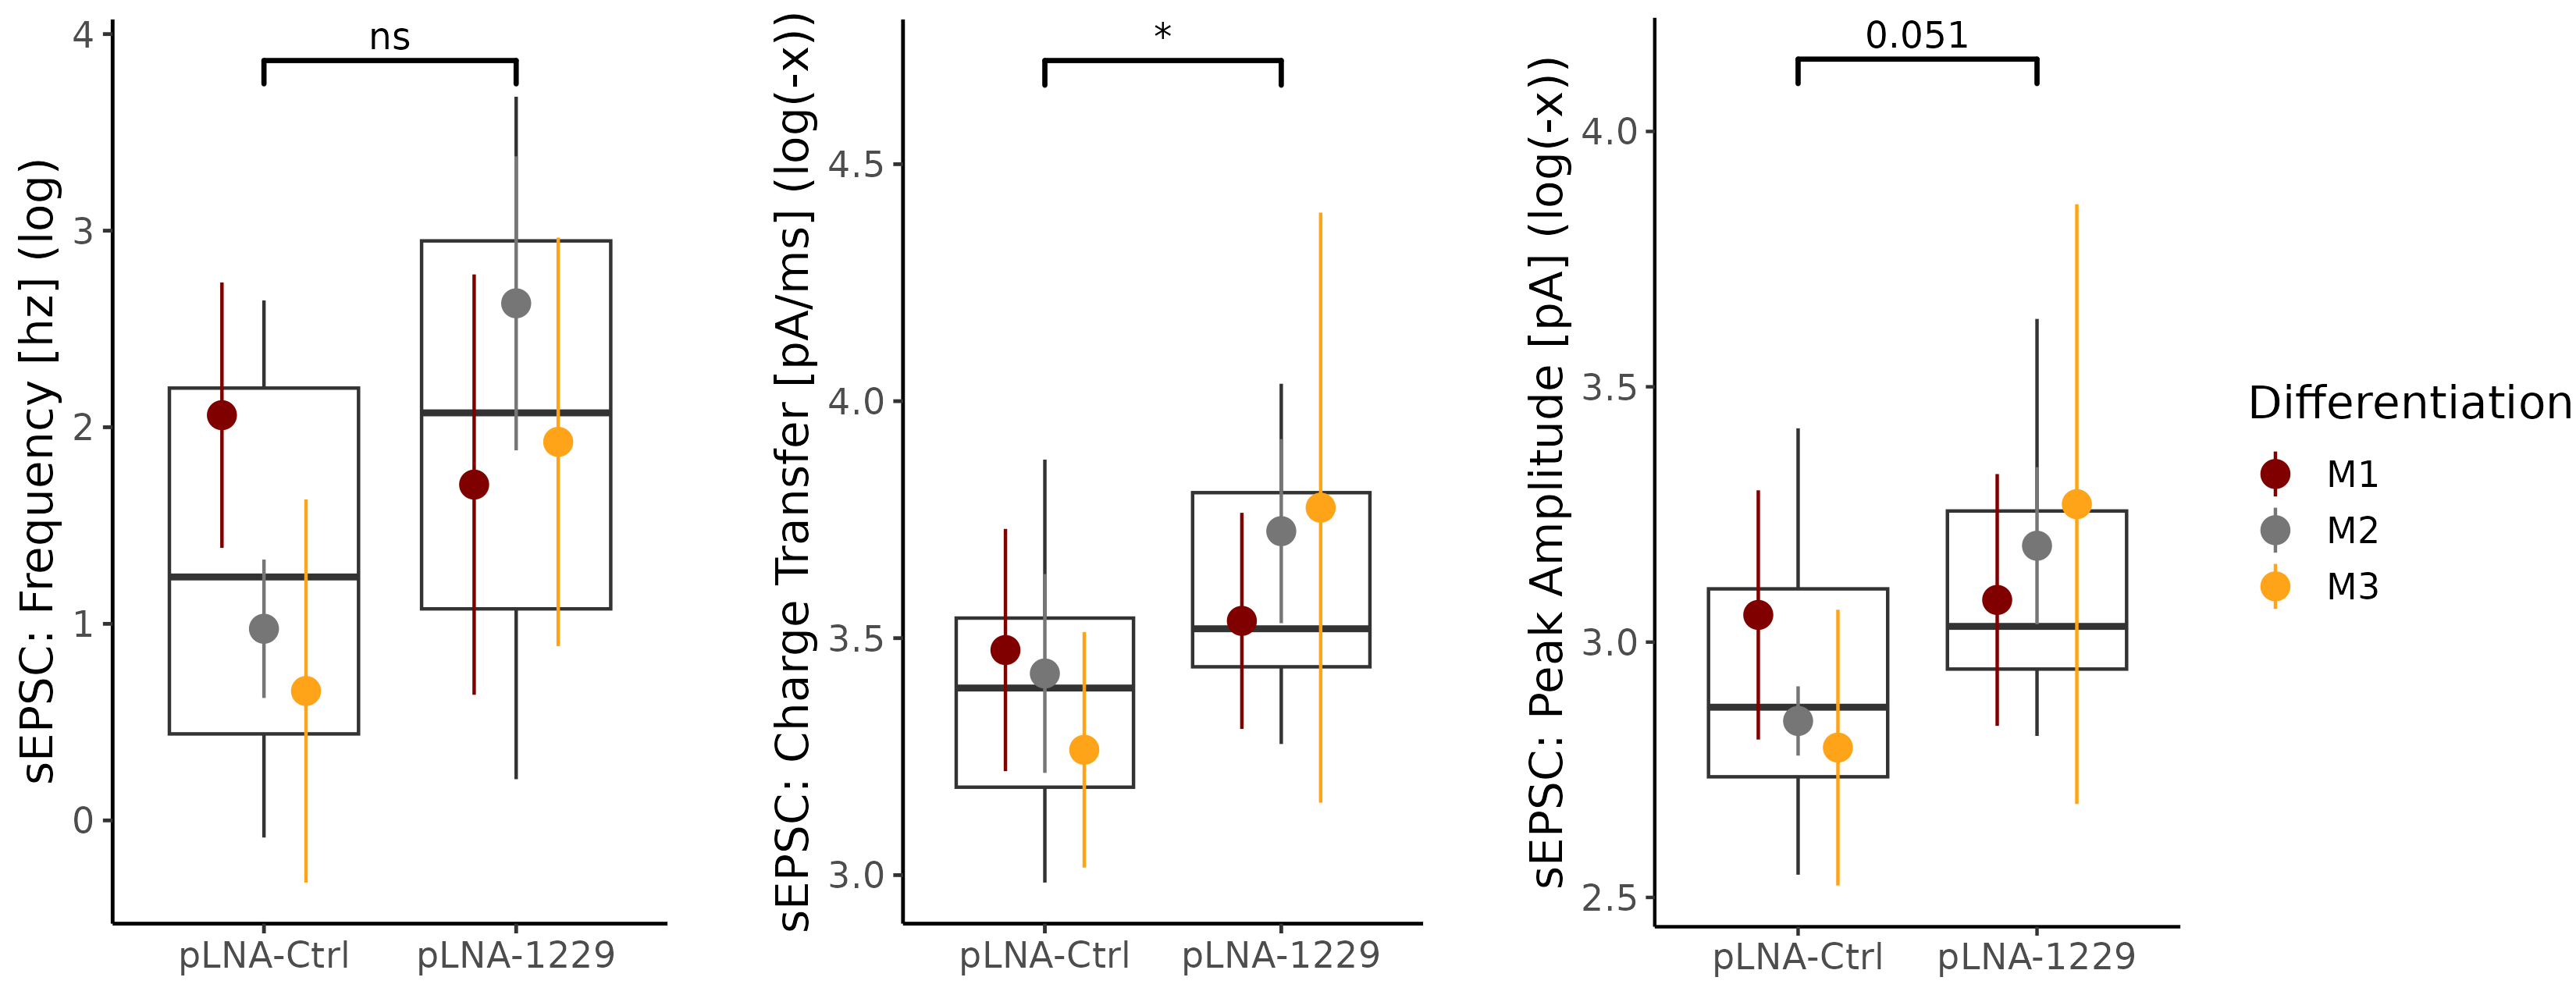 sEPSC: Frequency [hz] (log)
4
3
2
1
0
ns
pLNA-Ctrl pLNA-1229
sEPSC: Charge Transfer [pA/ms] (log(-x))
4.5
4.0
3.5
3.0
*
pLNA-Ctrl pLNA-1229
sEPSC: Peak Amplitude [pA] (log(-x))
4.0
3.5
3.0
2.5
0.051
pLNA-Ctrl pLNA-1229
Differentiation
M1
M2
M3